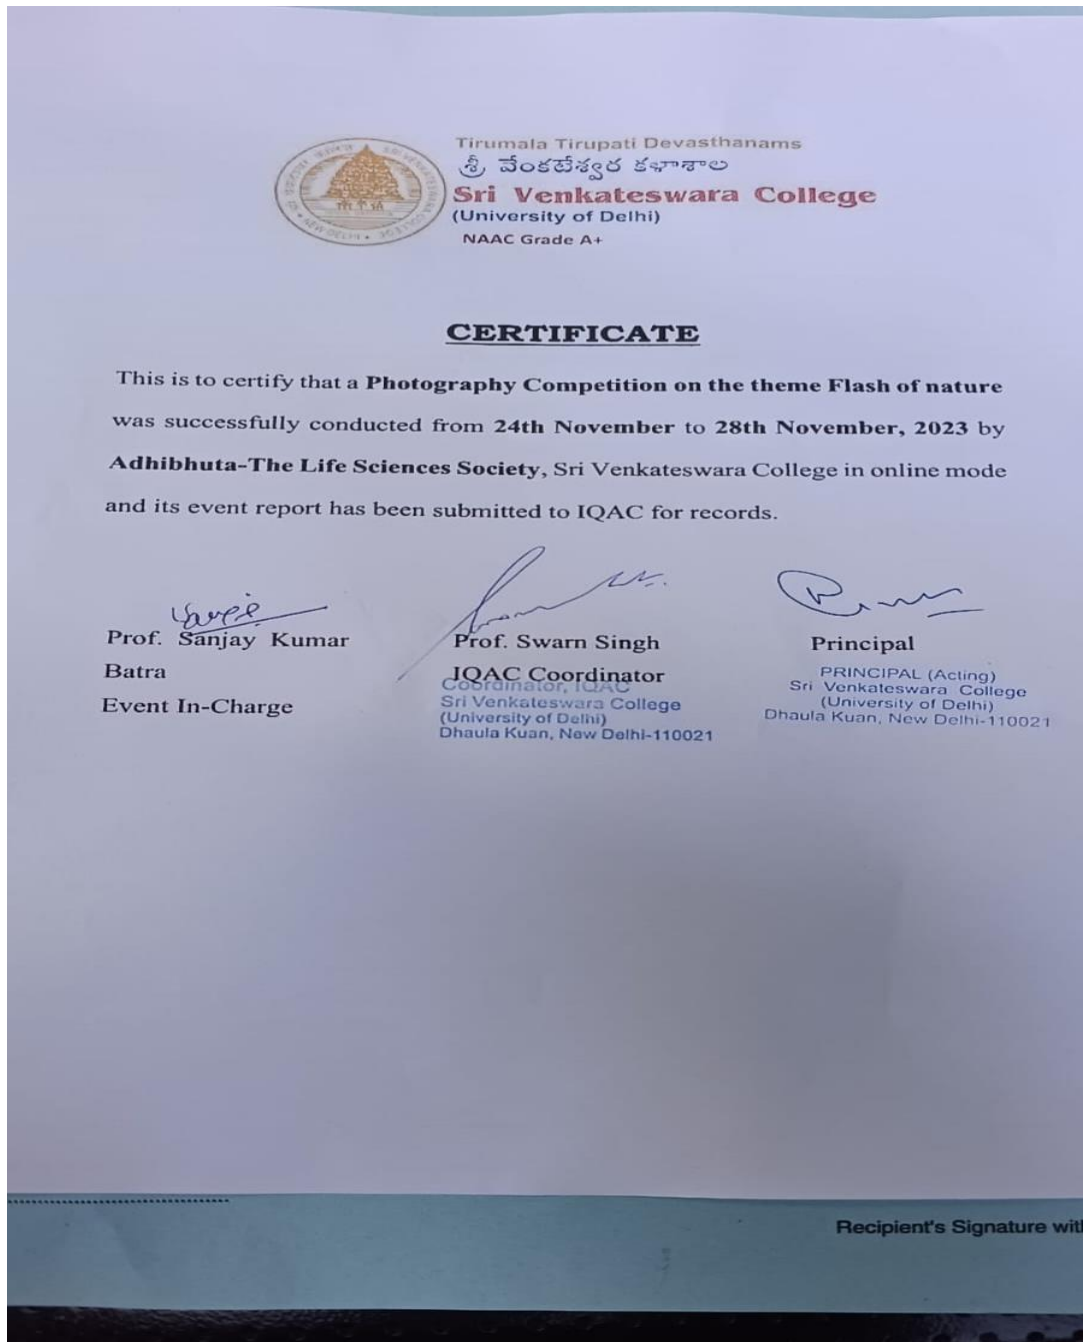 Tirumala Tirupati Devasthanams
శ్రీ వేంకటేశ్వర కళాశాల
Sri Venkateswara College
(University of Delhi)
NAAC Grade A+
CERTIFICATE
This is to certify that a Photography Competition on the theme Flash of nature
was successfully conducted from 24th November to 28th November, 2023 by
Adhibhuta-The Life Sciences Society, Sri Venkateswara College in online mode
and its event report has been submitted to IQAC for records.
Prof. Sanjay Kumar
Batra
Event In-Charge
Prof. Swarn Singh
IQAC Coordinator
Coordinator, IQAC
Sri Venkateswara College
(University of Delhi)
Dhaula Kuan, New Delhi-110021
Principal
PRINCIPAL (Acting)
Sri Venkateswara College
(University of Delhi)
Dhaula Kuan, New Delhi-110021
Recipient's Signature with